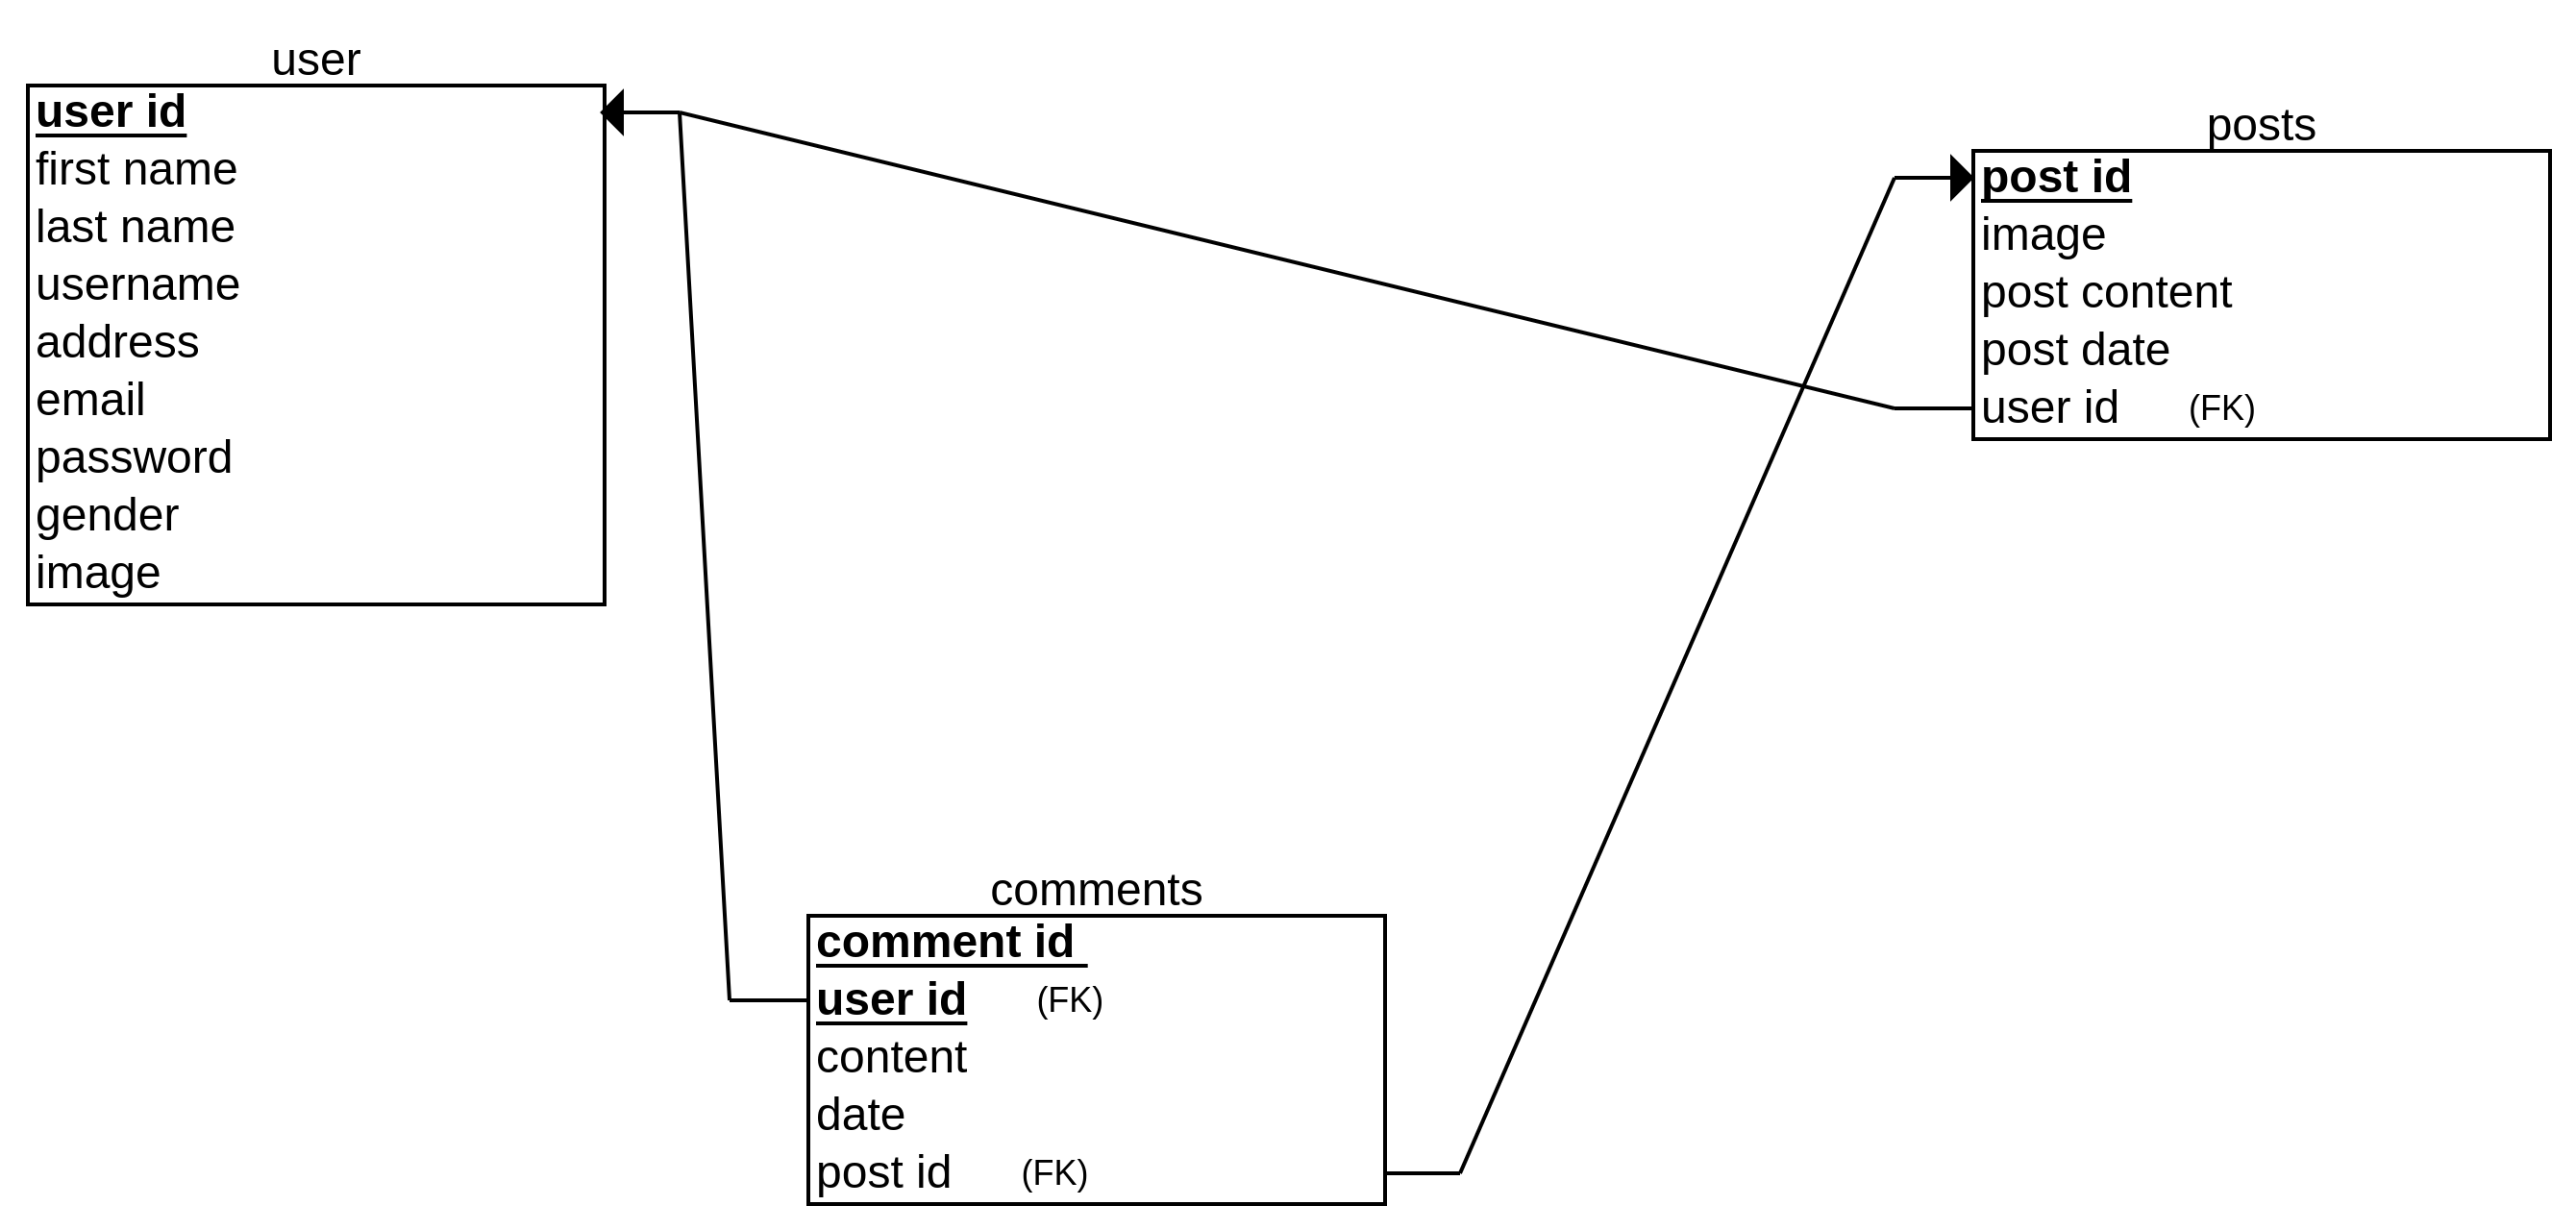 user
user id
first name
last name
username
address
email
password
gender
image
posts
post id
image
post content
post date
user id (FK)
comments
comment id
user id (FK)
content
date
post id (FK)